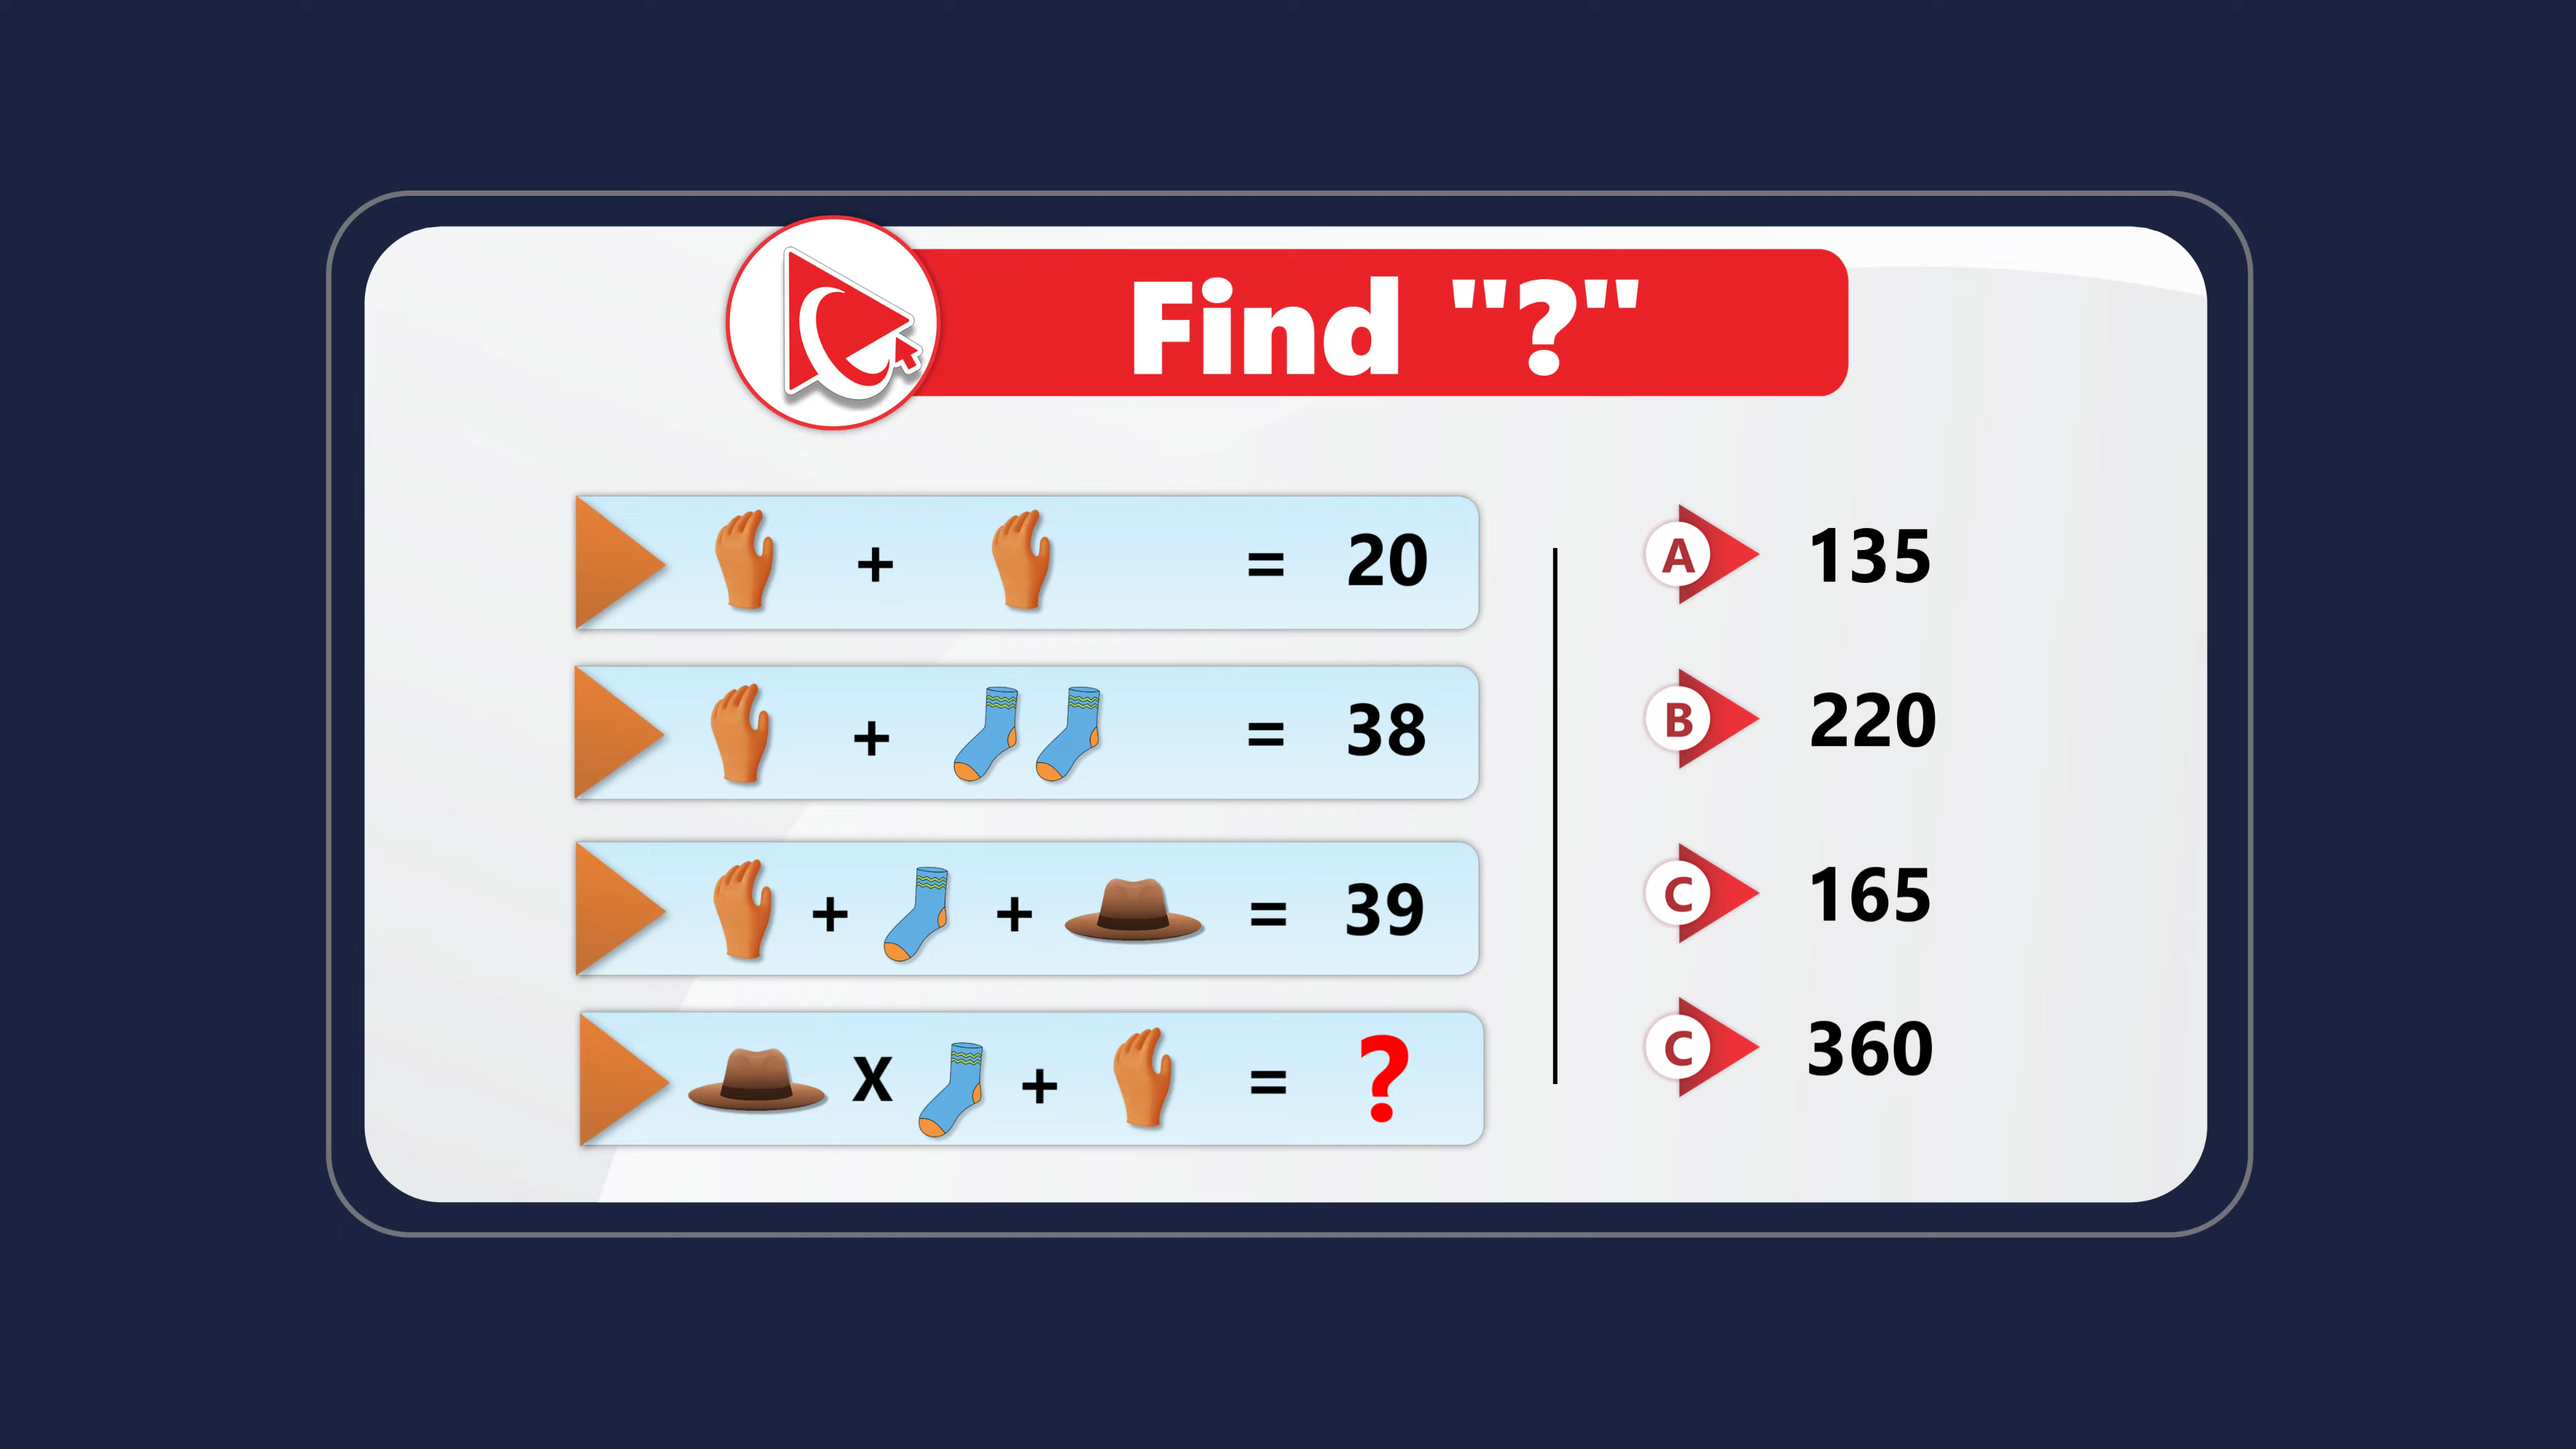 Find "?"
+ = 20
+ = 38
+ + = 39
X + = ?
A 135
B 220
C 165
C 360